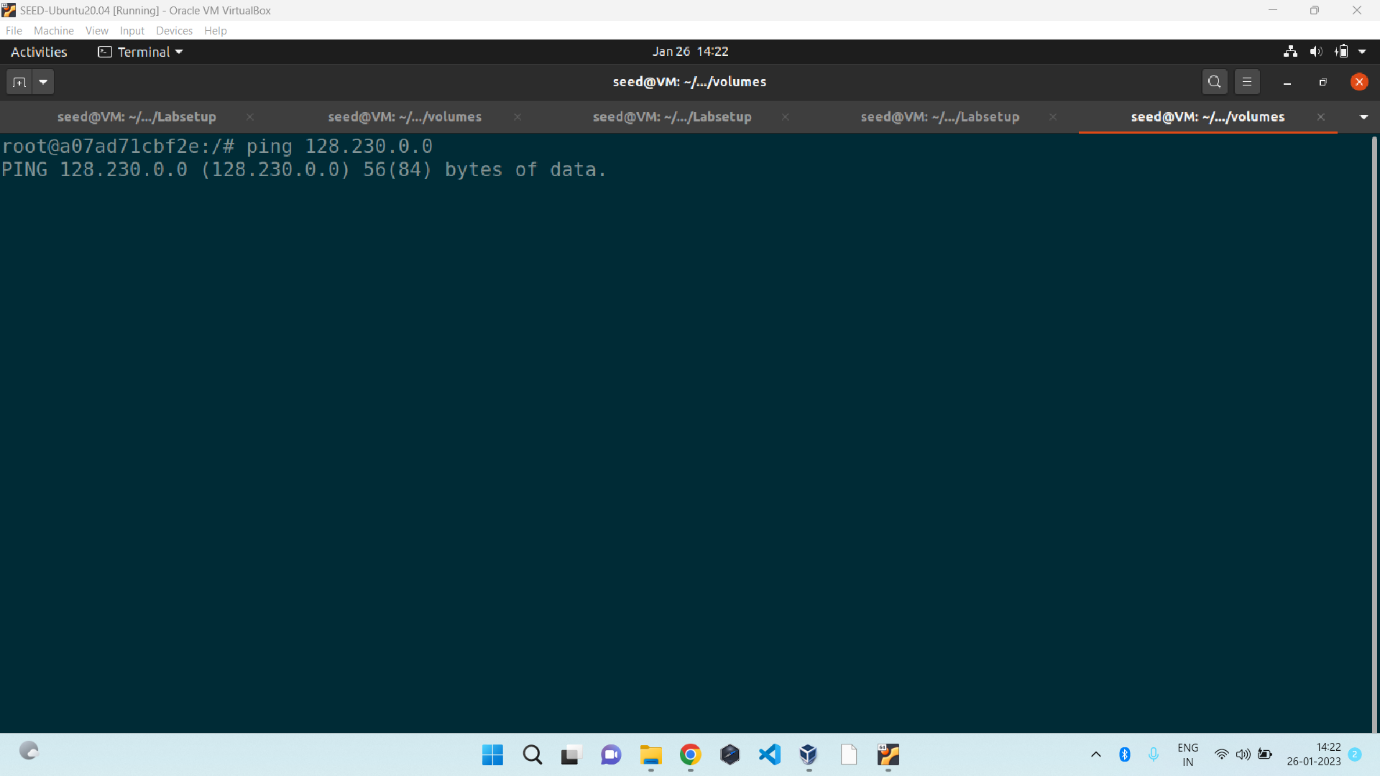 SEED-Ubuntu20.04 [Running] - Oracle VM VirtualBox
File Machine View Input Devices Help
Activities Terminal Jan 26 14:22
seed@VM: ~/.../volumes
seed@VM: ~/.../Labsetup seed@VM: ~/.../volumes seed@VM: ~/.../Labsetup seed@VM: ~/.../Labsetup seed@VM: ~/.../volumes
root@a07ad71cbf2e:/# ping 128.230.0.0
PING 128.230.0.0 (128.230.0.0) 56(84) bytes of data.
ENG 14:22
IN 26-01-2023 2